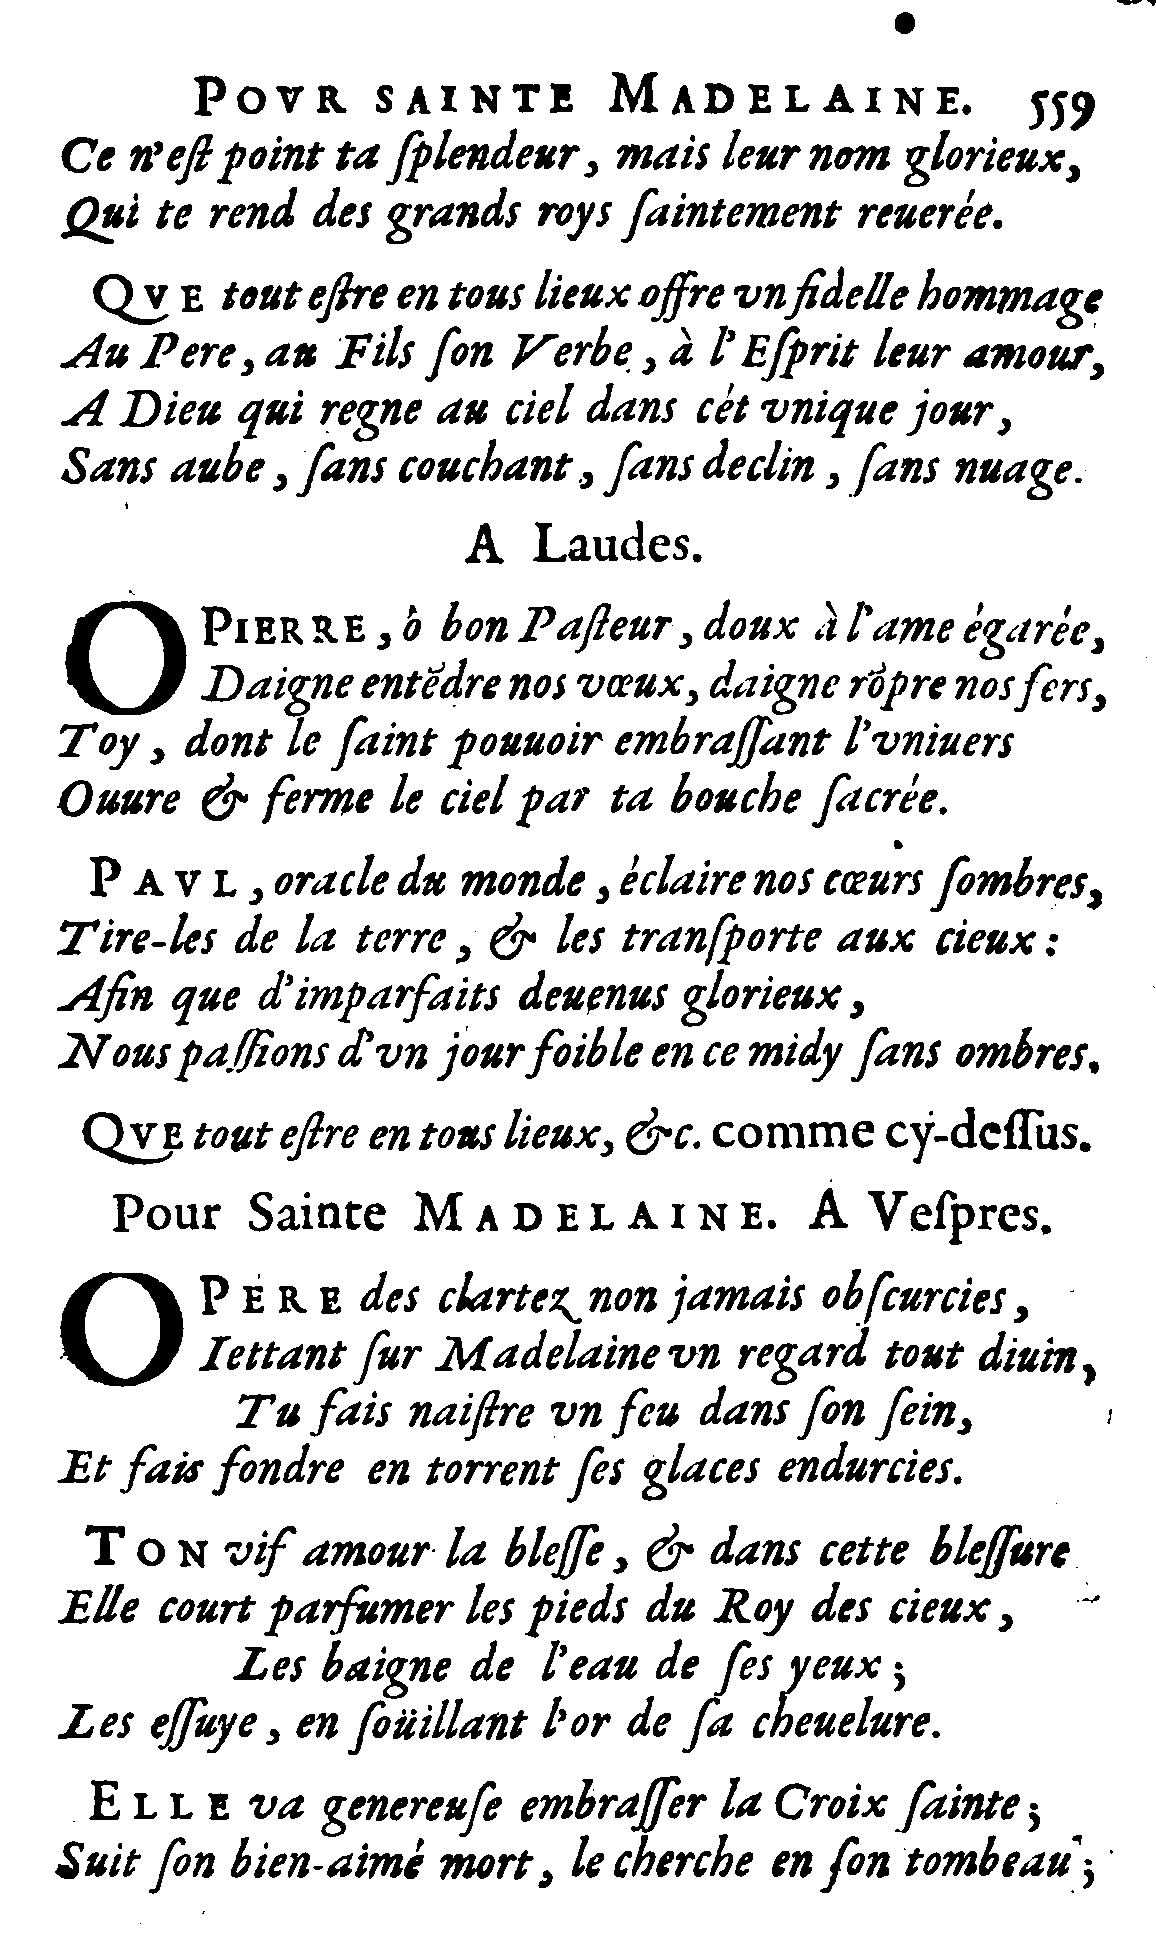 POVR SAINTE MADELAINE. 559
Ce n'eſt point ta ſplendeur, mais leur nom glorieux,
Qui te rend des grands roys ſaintement reuerée.
QVE tout eſtre en tous lieux offre vn fidelle hommage
Au Pere, au Fils ſon Verbe, à l'Eſprit leur amour,
A Dieu qui regne au ciel dans cét vnique jour,
Sans aube, ſans couchant, ſans declin, ſans nuage.
A Laudes.
O PIERRE, ô bon Paſteur, doux à l'ame égarée,
Daigne entẽdre nos vœux, daigne rõpre nos fers,
Toy, dont le ſaint pouuoir embraſſant l'vniuers
Ouure & ferme le ciel par ta bouche ſacrée.
PAVL, oracle du monde, éclaire nos cœurs ſombres,
Tire-les de la terre, & les tranſporte aux cieux:
Afin que d'imparfaits deuenus glorieux,
Nous paſſions d'vn jour foible en ce midy ſans ombres.
QVE tout eſtre en tous lieux, &c. comme cy-deſſus.
Pour Sainte MADELAINE. A Veſpres.
O PERE des clartez non jamais obſcurcies,
Iettant ſur Madelaine vn regard tout diuin,
Tu fais naiſtre vn feu dans ſon ſein,
Et fais fondre en torrent ſes glaces endurcies.
TON vif amour la bleſſe, & dans cette bleſſure
Elle court parfumer les pieds du Roy des cieux,
Les baigne de l'eau de ſes yeux;
Les eſſuye, en ſoüillant l'or de ſa cheuelure.
ELLE va genereuſe embraſſer la Croix ſainte;
Suit ſon bien-aimé mort, le cherche en ſon tombeau;